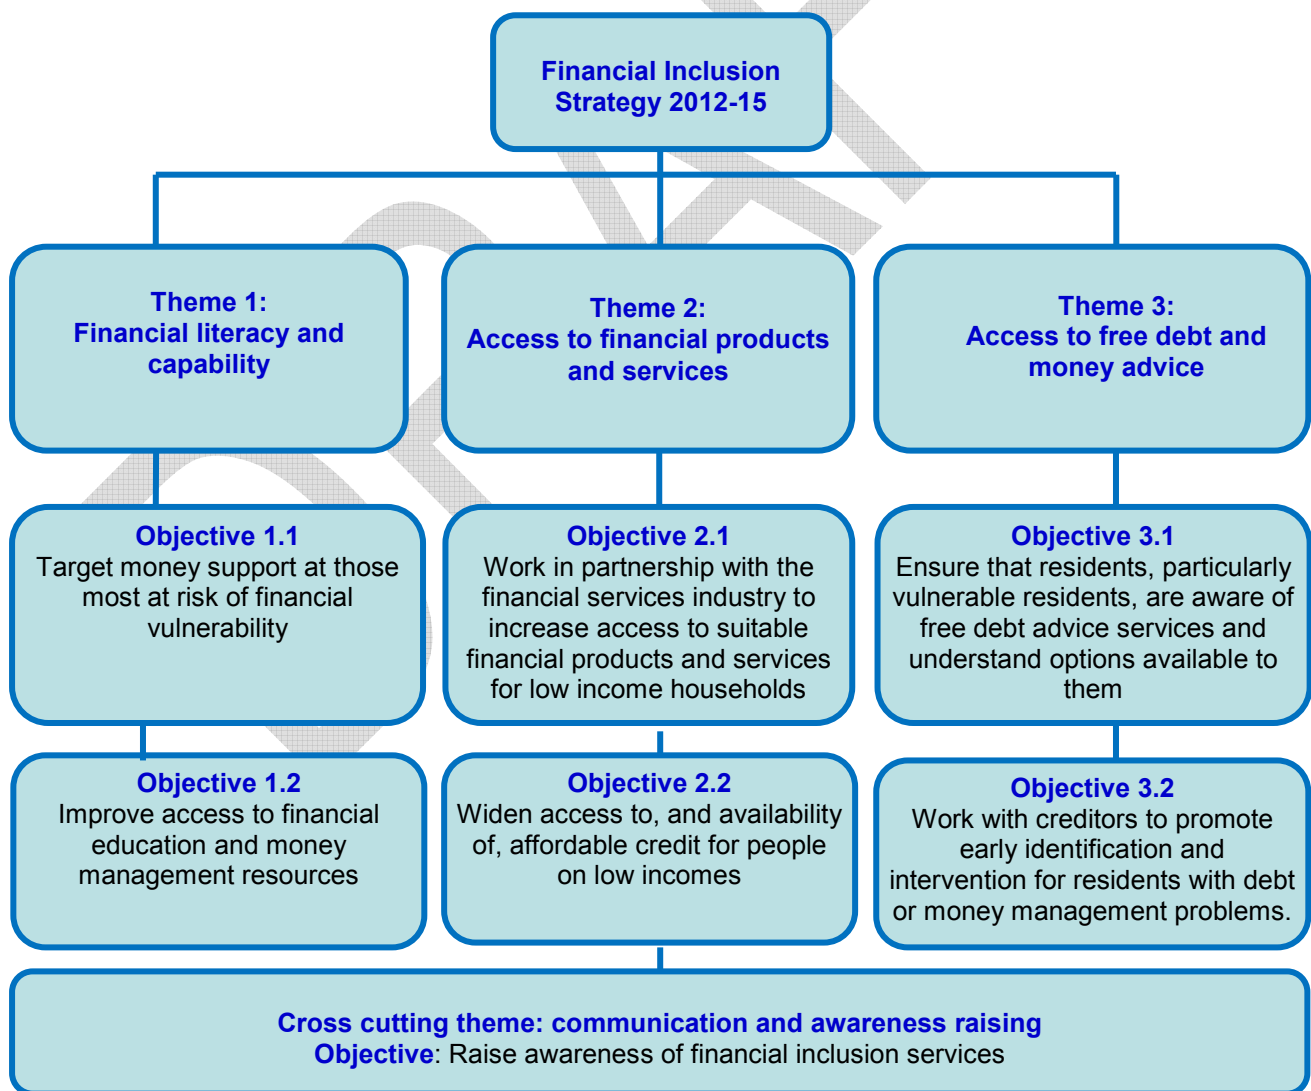 Financial Inclusion
Strategy 2012-15
Theme 1:
Financial literacy and
capability
Theme 2:
Access to financial products
and services
Theme 3:
Access to free debt and
money advice
Objective 1.1
Target money support at those
most at risk of financial
vulnerability
Objective 2.1
Work in partnership with the
financial services industry to
increase access to suitable
financial products and services
for low income households
Objective 3.1
Ensure that residents, particularly
vulnerable residents, are aware of
free debt advice services and
understand options available to
them
Objective 1.2
Improve access to financial
education and money
management resources
Objective 2.2
Widen access to, and availability
of, affordable credit for people
on low incomes
Objective 3.2
Work with creditors to promote
early identification and
intervention for residents with debt
or money management problems.
Cross cutting theme: communication and awareness raising
Objective: Raise awareness of financial inclusion services